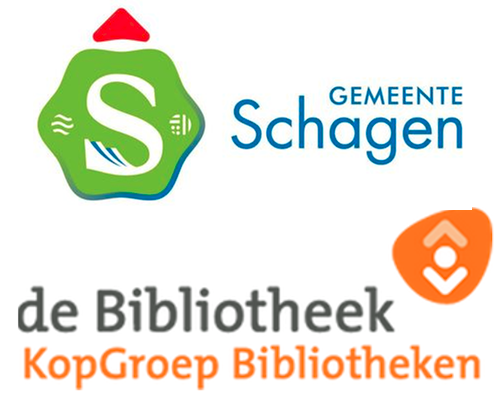 S
GEMEENTE
Schagen
de Bibliotheek
KopGroep Bibliotheken